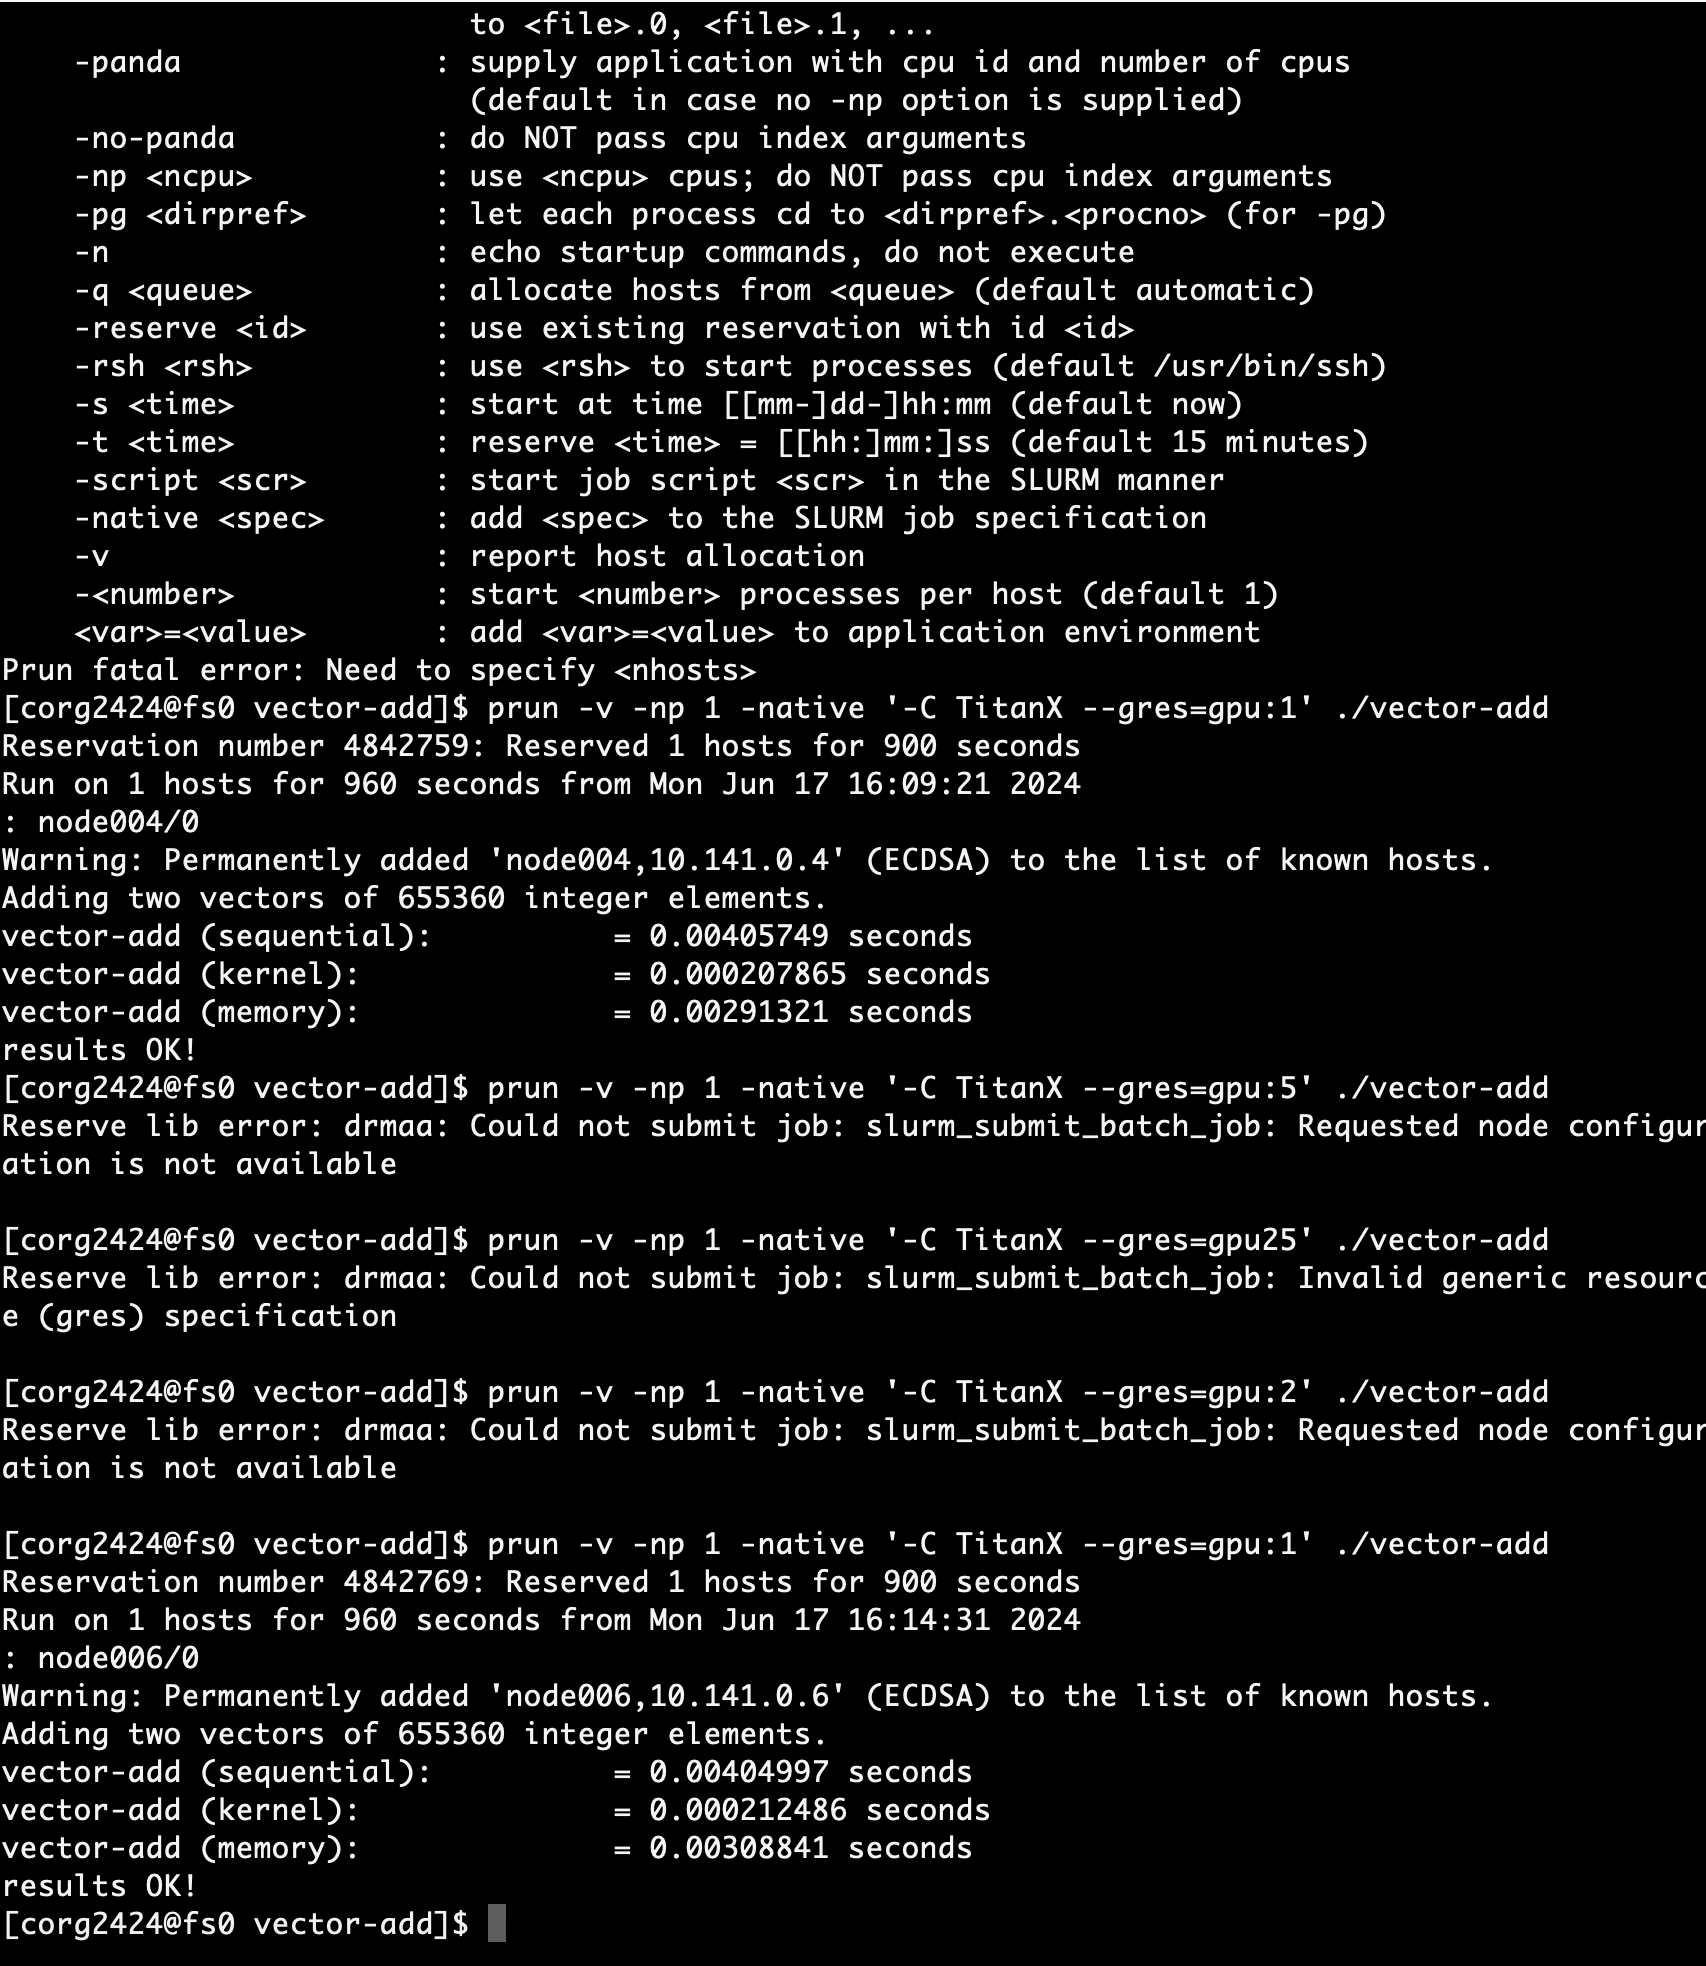 to <file>.0, <file>.1, ...
-panda : supply application with cpu id and number of cpus
(default in case no -np option is supplied)
-no-panda : do NOT pass cpu index arguments
-np <ncpu> : use <ncpu> cpus; do NOT pass cpu index arguments
-pg <dirpref> : let each process cd to <dirpref>.<procno> (for -pg)
-n : echo startup commands, do not execute
-q <queue> : allocate hosts from <queue> (default automatic)
-reserve <id> : use existing reservation with id <id>
-rsh <rsh> : use <rsh> to start processes (default /usr/bin/ssh)
-s <time> : start at time [[mm-]dd-]hh:mm (default now)
-t <time> : reserve <time> = [[hh:]mm:]ss (default 15 minutes)
-script <scr> : start job script <scr> in the SLURM manner
-native <spec> : add <spec> to the SLURM job specification
-v : report host allocation
-<number> : start <number> processes per host (default 1)
<var>=<value> : add <var>=<value> to application environment
Prun fatal error: Need to specify <nhosts>
[corg2424@fs0 vector-add]$ prun -v -np 1 -native '-C TitanX --gres=gpu:1' ./vector-add
Reservation number 4842759: Reserved 1 hosts for 900 seconds
Run on 1 hosts for 960 seconds from Mon Jun 17 16:09:21 2024
: node004/0
Warning: Permanently added 'node004,10.141.0.4' (ECDSA) to the list of known hosts.
Adding two vectors of 655360 integer elements.
vector-add (sequential): = 0.00405749 seconds
vector-add (kernel): = 0.000207865 seconds
vector-add (memory): = 0.00291321 seconds
results OK!
[corg2424@fs0 vector-add]$ prun -v -np 1 -native '-C TitanX --gres=gpu:5' ./vector-add
Reserve lib error: drmaa: Could not submit job: slurm_submit_batch_job: Requested node configur
ation is not available
[corg2424@fs0 vector-add]$ prun -v -np 1 -native '-C TitanX --gres=gpu25' ./vector-add
Reserve lib error: drmaa: Could not submit job: slurm_submit_batch_job: Invalid generic resourc
e (gres) specification
[corg2424@fs0 vector-add]$ prun -v -np 1 -native '-C TitanX --gres=gpu:2' ./vector-add
Reserve lib error: drmaa: Could not submit job: slurm_submit_batch_job: Requested node configur
ation is not available
[corg2424@fs0 vector-add]$ prun -v -np 1 -native '-C TitanX --gres=gpu:1' ./vector-add
Reservation number 4842769: Reserved 1 hosts for 900 seconds
Run on 1 hosts for 960 seconds from Mon Jun 17 16:14:31 2024
: node006/0
Warning: Permanently added 'node006,10.141.0.6' (ECDSA) to the list of known hosts.
Adding two vectors of 655360 integer elements.
vector-add (sequential): = 0.00404997 seconds
vector-add (kernel): = 0.000212486 seconds
vector-add (memory): = 0.00308841 seconds
results OK!
[corg2424@fs0 vector-add]$